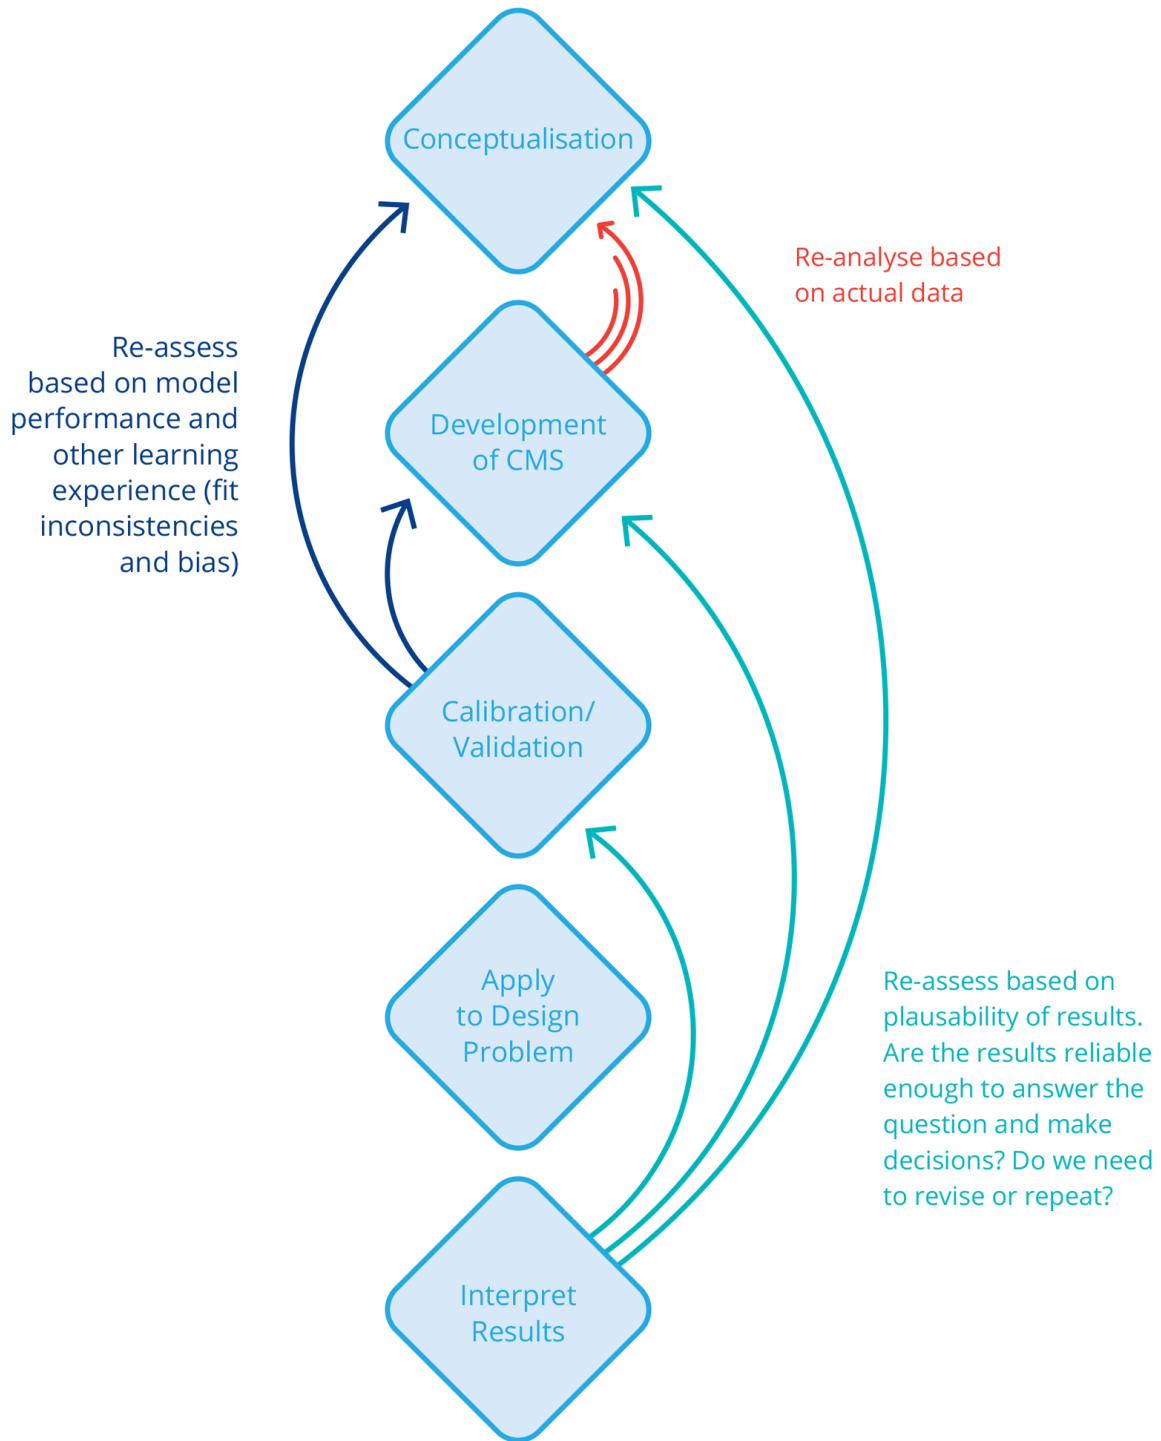 Conceptualisation
Re-analyse based
on actual data
Re-assess
based on model
performance and
other learning
experience (fit
inconsistencies
and bias)
Development
of CMS
Calibration/
Validation
Apply
to Design
Problem
Re-assess based on
plausability of results.
Are the results reliable
enough to answer the
question and make
decisions? Do we need
to revise or repeat?
Interpret
Results